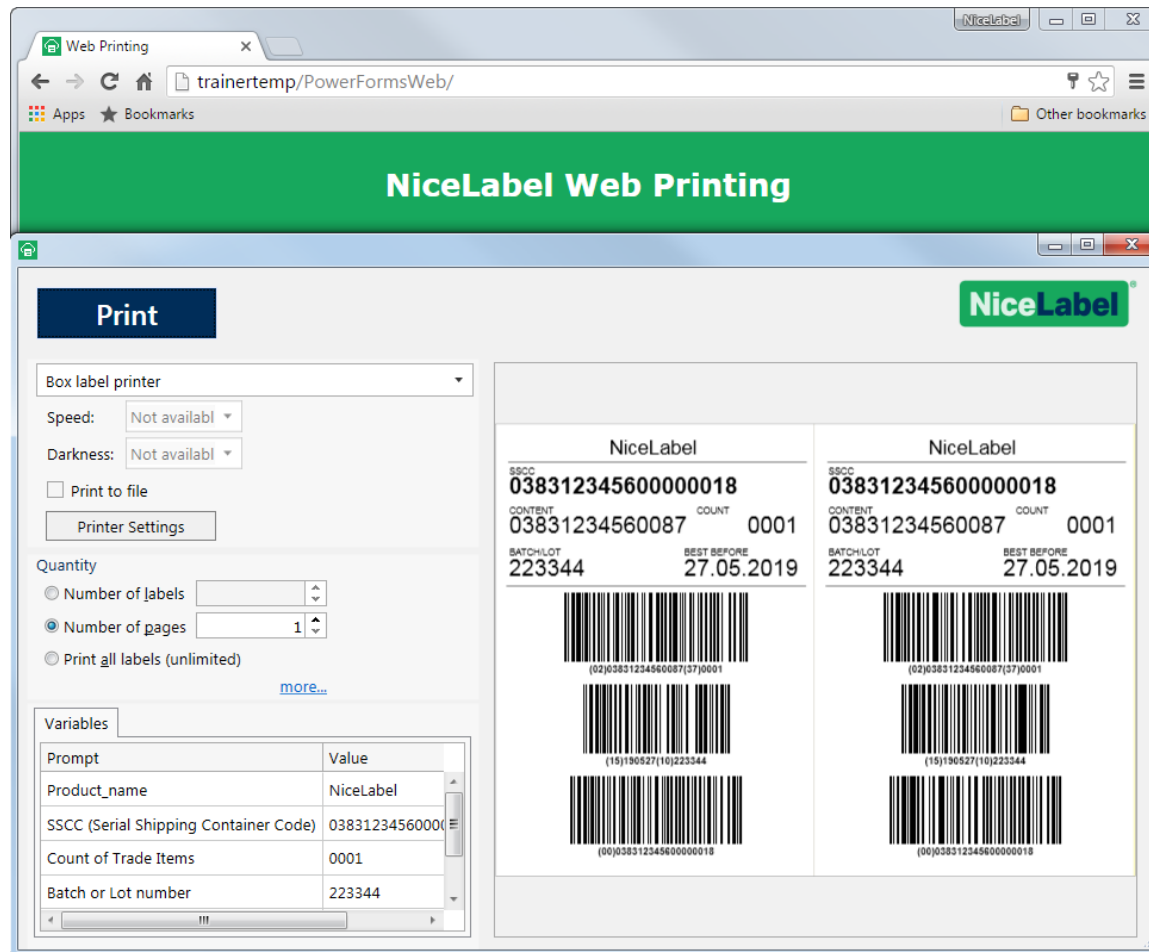 NiceLabel
Web Printing
trainertemp/PowerFormsWeb/
Apps Bookmarks Other bookmarks
NiceLabel Web Printing
Print
NiceLabel®
Box label printer
Speed: Not availabl
Darkness: Not availabl
Print to file
Printer Settings
Quantity
Number of labels
Number of pages 1
Print all labels (unlimited)
more...
Variables
Prompt Value
Product_name NiceLabel
SSCC (Serial Shipping Container Code) 03831234560000
Count of Trade Items 0001
Batch or Lot number 223344
NiceLabel
SSCC
038312345600000018
CONTENT COUNT
03831234560087 0001
BATCH/LOT BEST BEFORE
223344 27.05.2019
(02)03831234560087(37)0001
(15)190527(10)223344
(00)038312345600000018
NiceLabel
SSCC
038312345600000018
CONTENT COUNT
03831234560087 0001
BATCH/LOT BEST BEFORE
223344 27.05.2019
(02)03831234560087(37)0001
(15)190527(10)223344
(00)038312345600000018